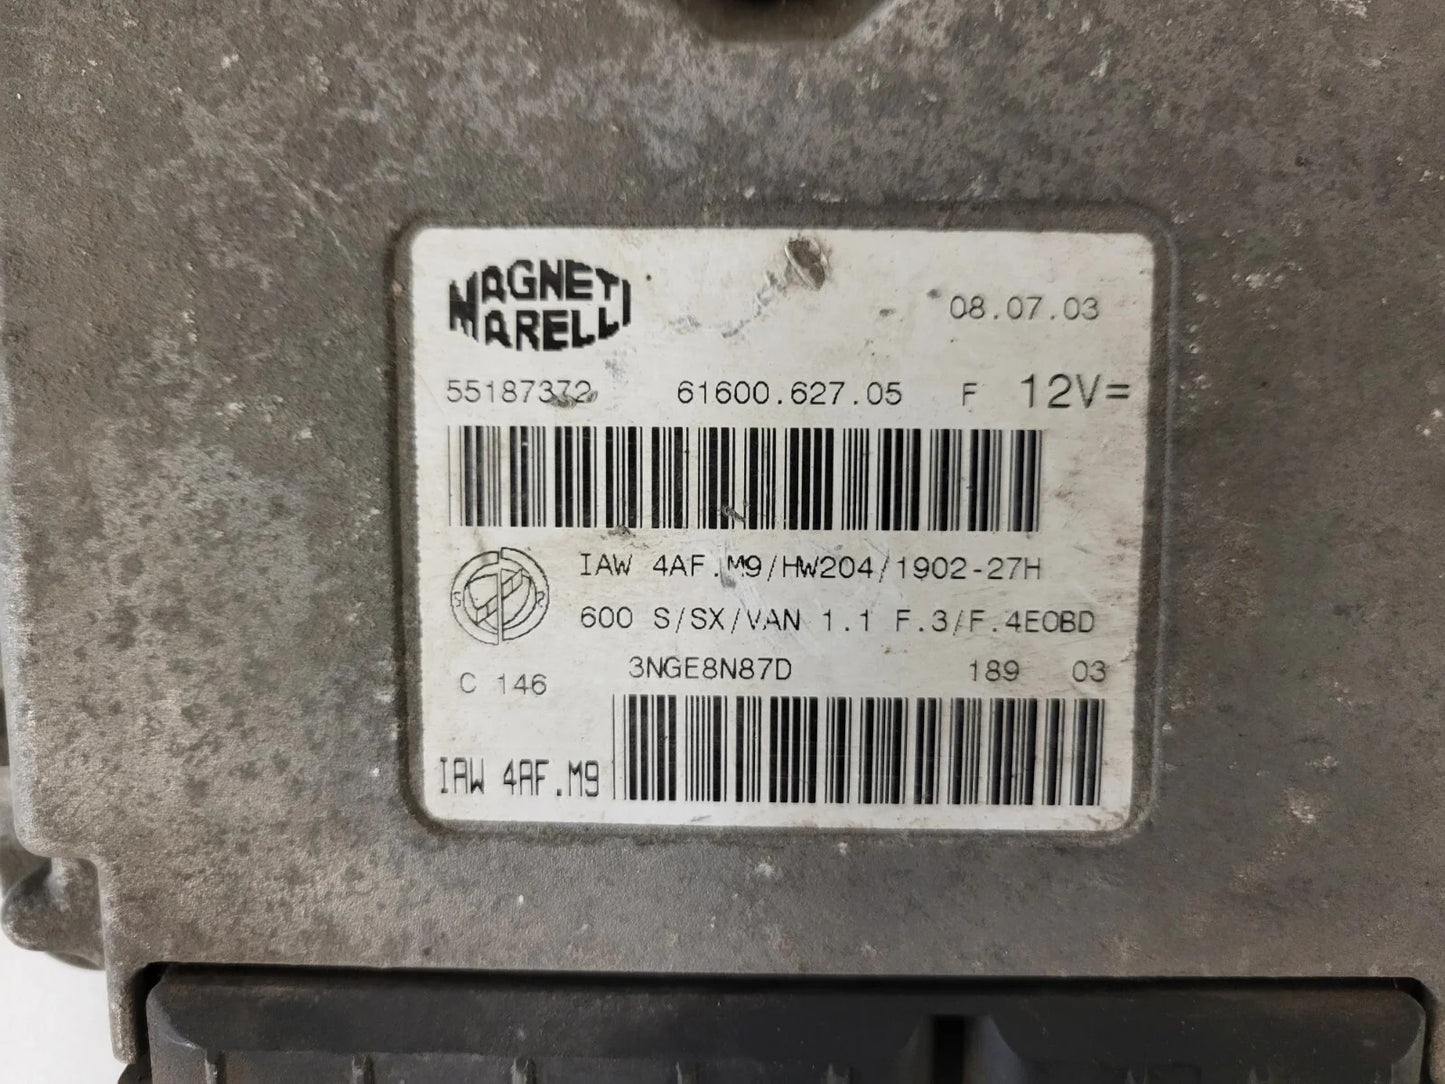 MAGNETI
MARELLI
08.07.03
55187372 61600.627.05 F 12V=
IAW 4AF.M9/HW204/1902-27H
600 S/SX/VAN 1.1 F.3/F.4EOBD
S R
C 146 3NGE8N87D 189 03
IAW 4AF.M9